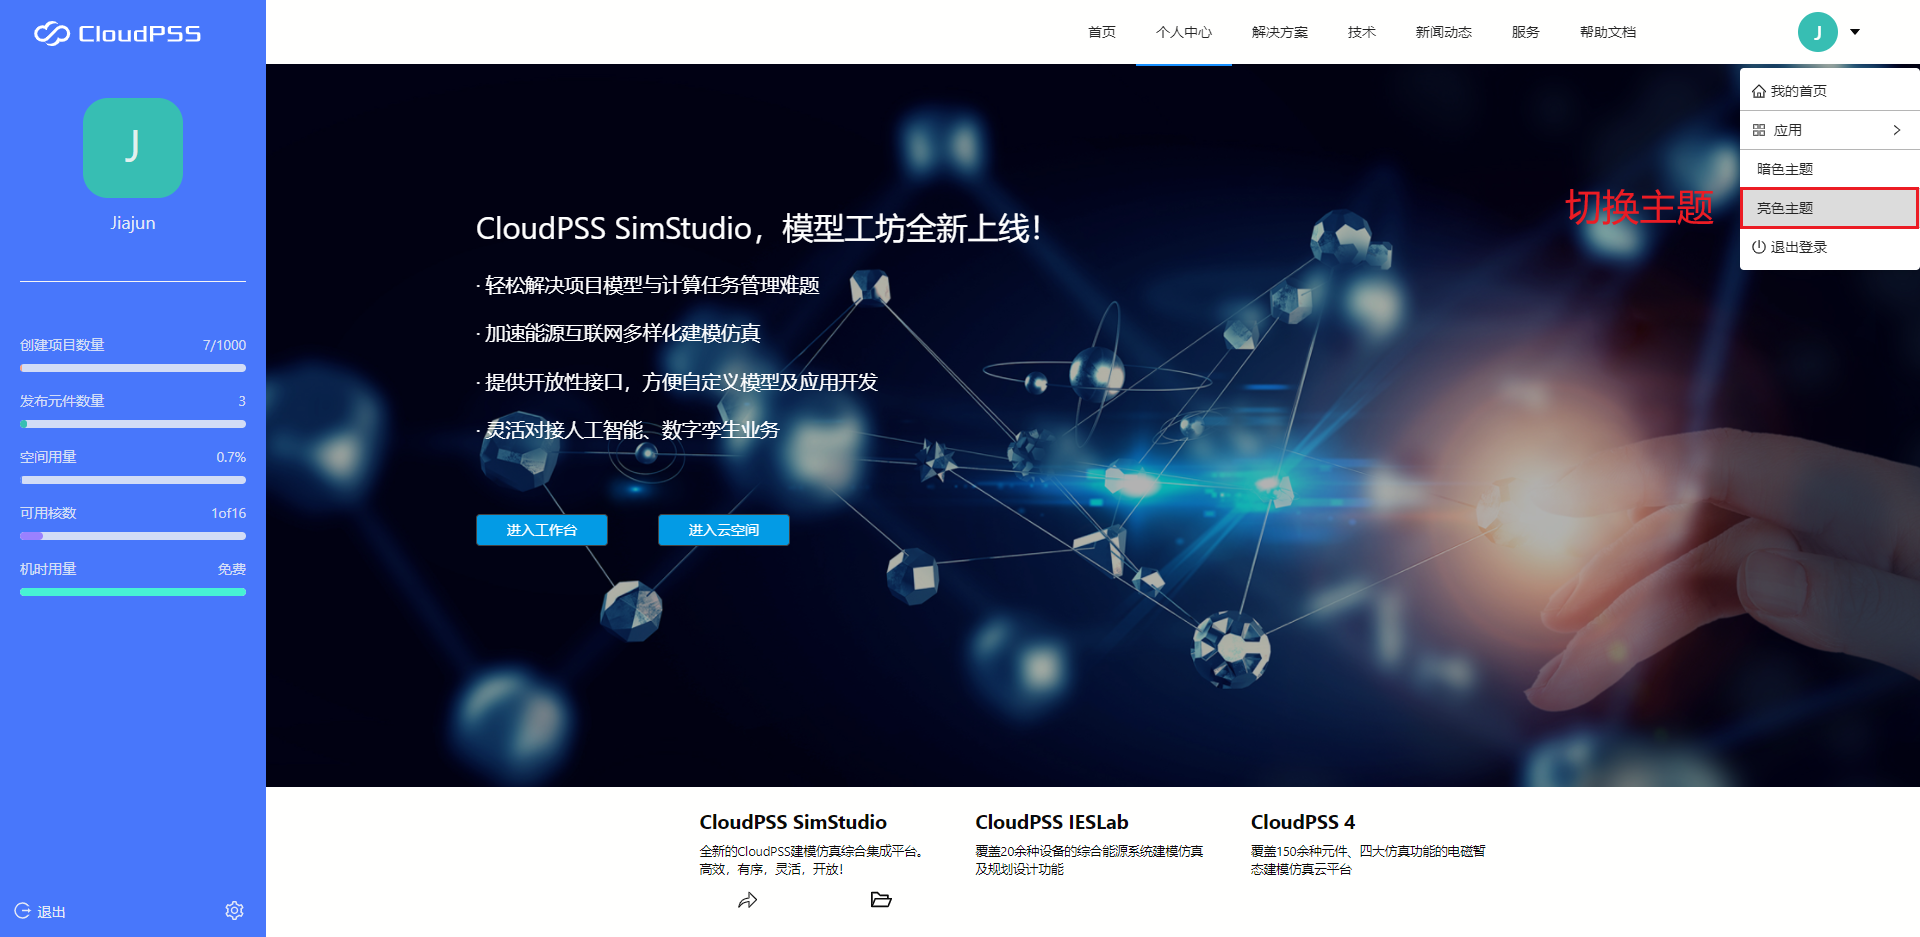 CloudPSS
首页
个人中心
解决方案
技术
新闻动态
服务
帮助文档
J
J
Jiajun
创建项目数量 7/1000
发布元件数量 3
空间用量 0.7%
可用核数 1of16
机时用量 免费
退出
我的首页
应用
暗色主题
亮色主题
退出登录
切换主题
CloudPSS SimStudio，模型工坊全新上线！
· 轻松解决项目模型与计算任务管理难题
· 加速能源互联网多样化建模仿真
· 提供开放性接口，方便自定义模型及应用开发
· 灵活对接人工智能、数字孪生业务
进入工作台
进入云空间
CloudPSS SimStudio
全新的CloudPSS建模仿真综合集成平台。
高效，有序，灵活，开放！
CloudPSS IESLab
覆盖20余种设备的综合能源系统建模仿真
及规划设计功能
CloudPSS 4
覆盖150余种元件、四大仿真功能的电磁暂
态建模仿真云平台